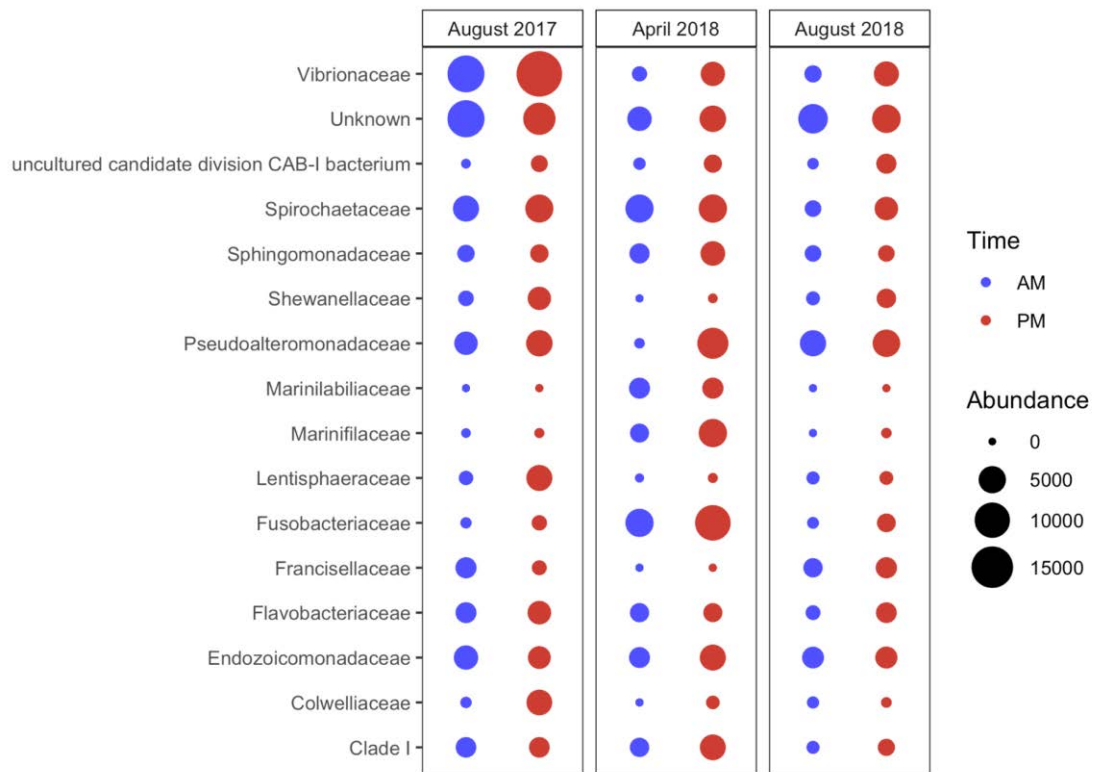 August 2017
April 2018
August 2018
Vibrionaceae
Unknown
uncultured candidate division CAB-I bacterium
Spirochaetaceae
Sphingomonadaceae
Shewanellaceae
Pseudoalteromonadaceae
Marinilabiliaceae
Marinifilaceae
Lentisphaeraceae
Fusobacteriaceae
Francisellaceae
Flavobacteriaceae
Endozoicomonadaceae
Colwelliaceae
Clade I
Time
AM
PM
Abundance
0
5000
10000
15000